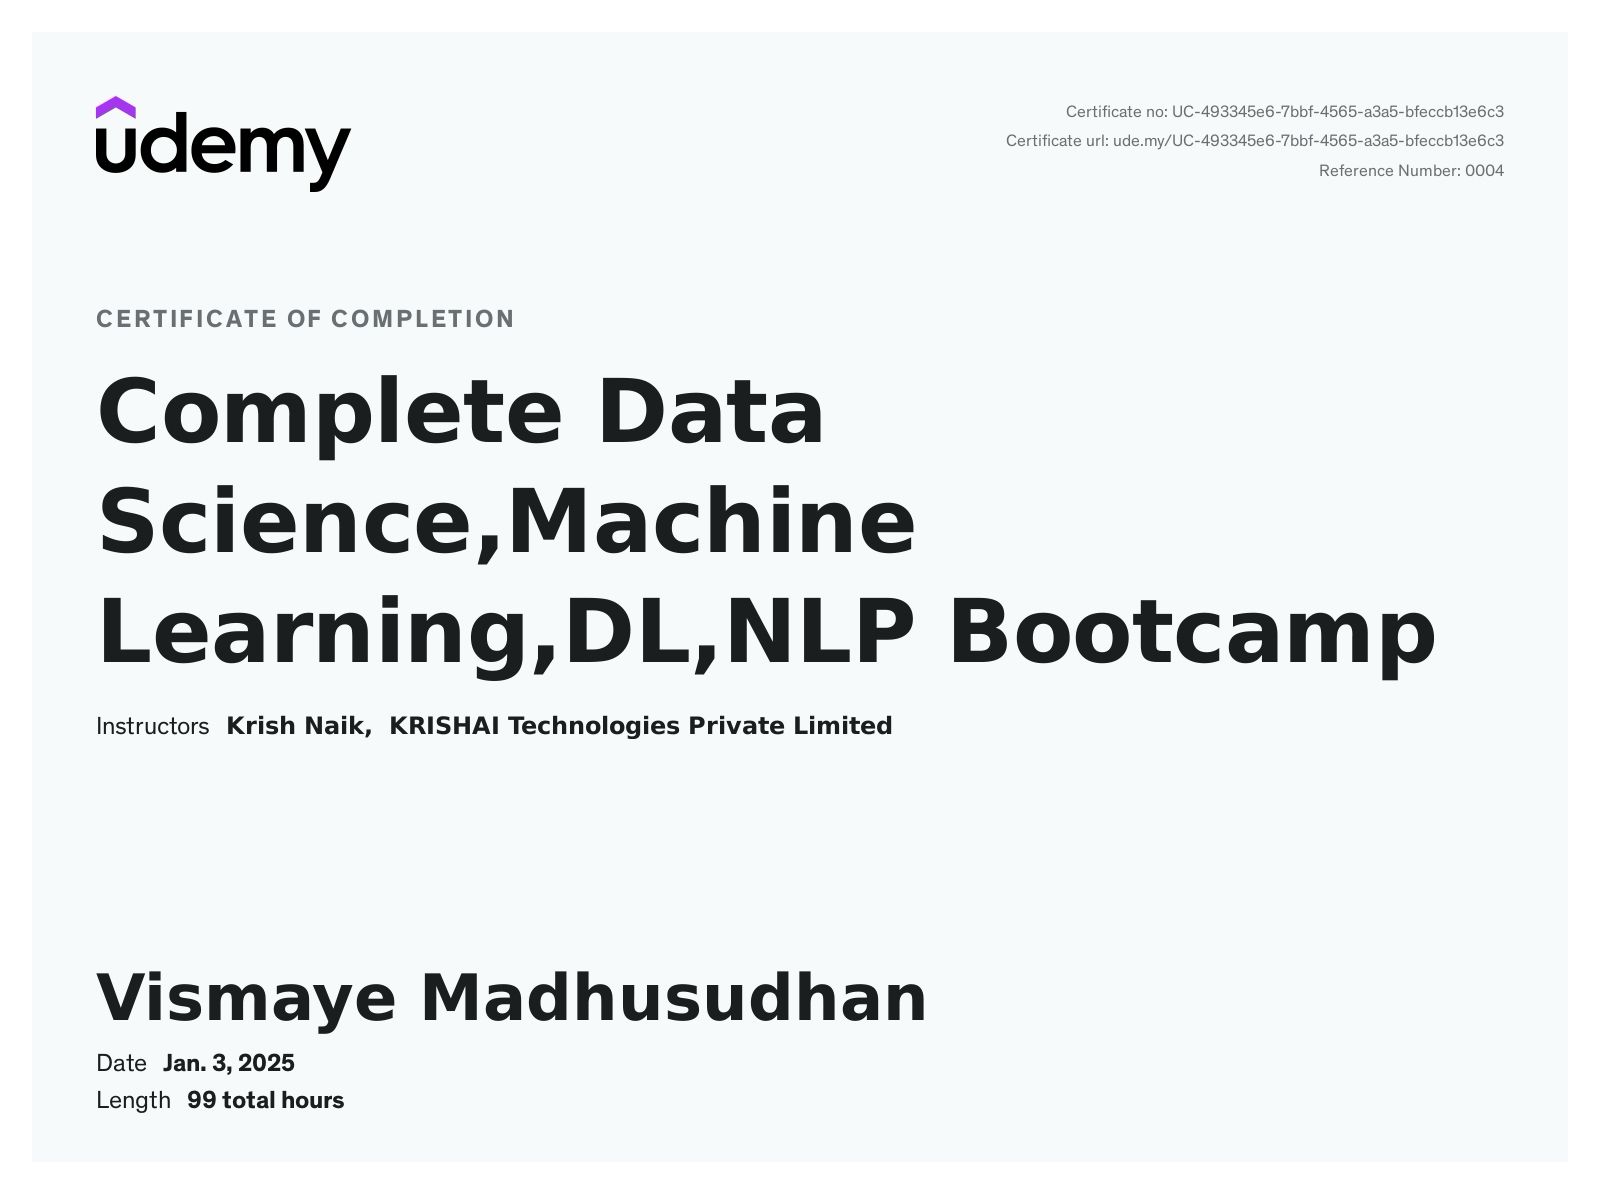 udemy
Certificate no: UC-493345e6-7bbf-4565-a3a5-bfeccb13e6c3
Certificate url: ude.my/UC-493345e6-7bbf-4565-a3a5-bfeccb13e6c3
Reference Number: 0004
CERTIFICATE OF COMPLETION
Complete Data
Science,Machine
Learning,DL,NLP Bootcamp
Instructors Krish Naik, KRISHAI Technologies Private Limited
Vismaye Madhusudhan
Date Jan. 3, 2025
Length 99 total hours